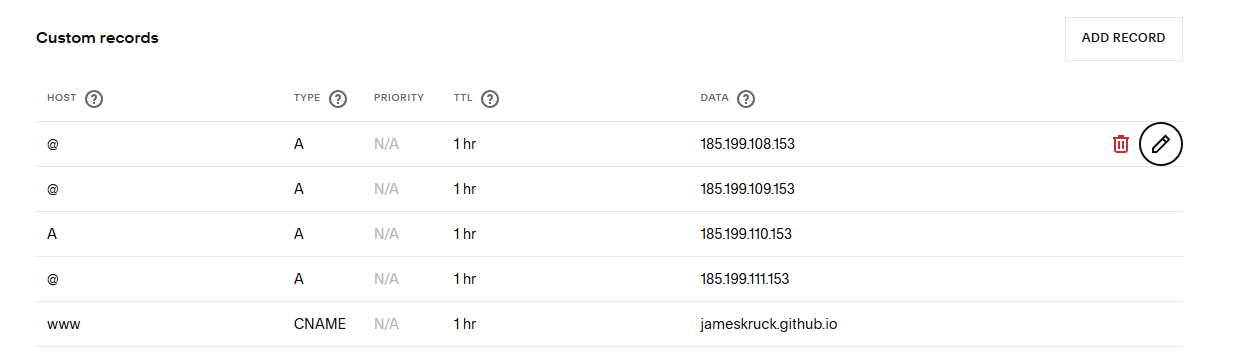 Custom records
ADD RECORD
HOST ? TYPE ? PRIORITY TTL ? DATA ?
@ A N/A 1 hr 185.199.108.153
@ A N/A 1 hr 185.199.109.153
A A N/A 1 hr 185.199.110.153
@ A N/A 1 hr 185.199.111.153
www CNAME N/A 1 hr jameskruck.github.io